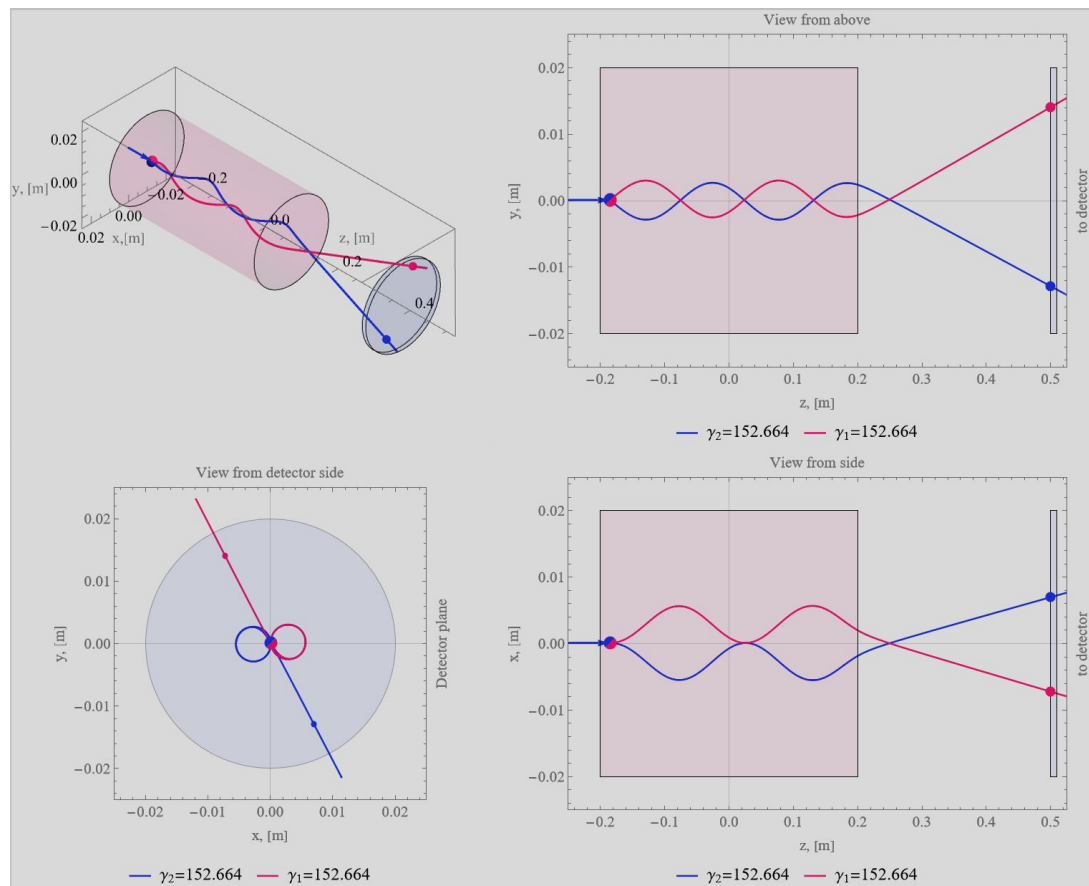 View from above
0.02
0.00
−0.02
y, [m]
0.02
0.00
−0.02
x,[m]
−0.2
0.0
0.2
0.4
z, [m]
0.02
0.01
0.00
−0.01
−0.02
y, [m]
−0.2 −0.1 0.0 0.1 0.2 0.3 0.4 0.5
z, [m]
to detector
γ2=152.664 γ1=152.664
View from detector side
0.02
0.01
0.00
−0.01
−0.02
y, [m]
−0.02 −0.01 0.00 0.01 0.02
x, [m]
Detector plane
γ2=152.664 γ1=152.664
View from side
0.02
0.01
0.00
−0.01
−0.02
x, [m]
−0.2 −0.1 0.0 0.1 0.2 0.3 0.4 0.5
z, [m]
to detector
γ2=152.664 γ1=152.664